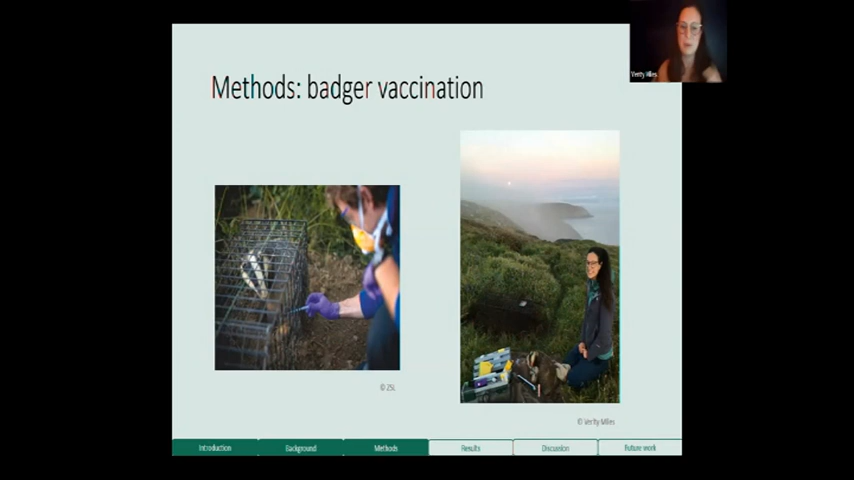 Verity Miles
Methods: badger vaccination
© ZSL
© Verity Miles
Introduction
Background
Methods
Results
Discussion
Future work